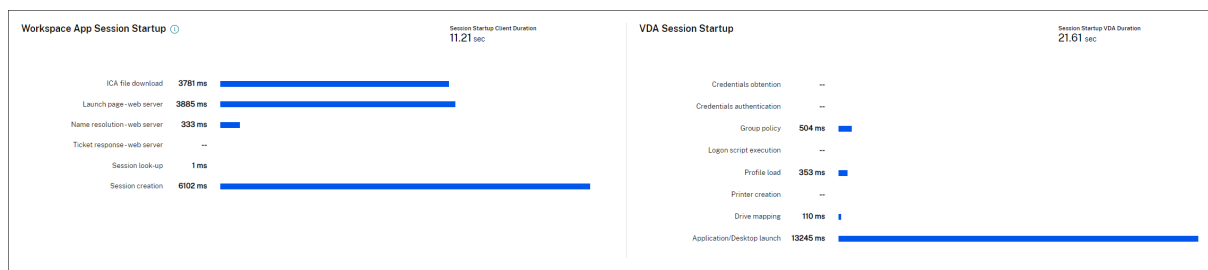 Workspace App Session Startup
Session Startup Client Duration
11.21 sec
ICA file download 3781 ms
Launch page - web server 3885 ms
Name resolution - web server 333 ms
Ticket response - web server --
Session look-up 1 ms
Session creation 6102 ms
VDA Session Startup
Session Startup VDA Duration
21.61 sec
Credentials obtention --
Credentials authentication --
Group policy 504 ms
Logon script execution --
Profile load 353 ms
Printer creation --
Drive mapping 110 ms
Application/Desktop launch 13245 ms